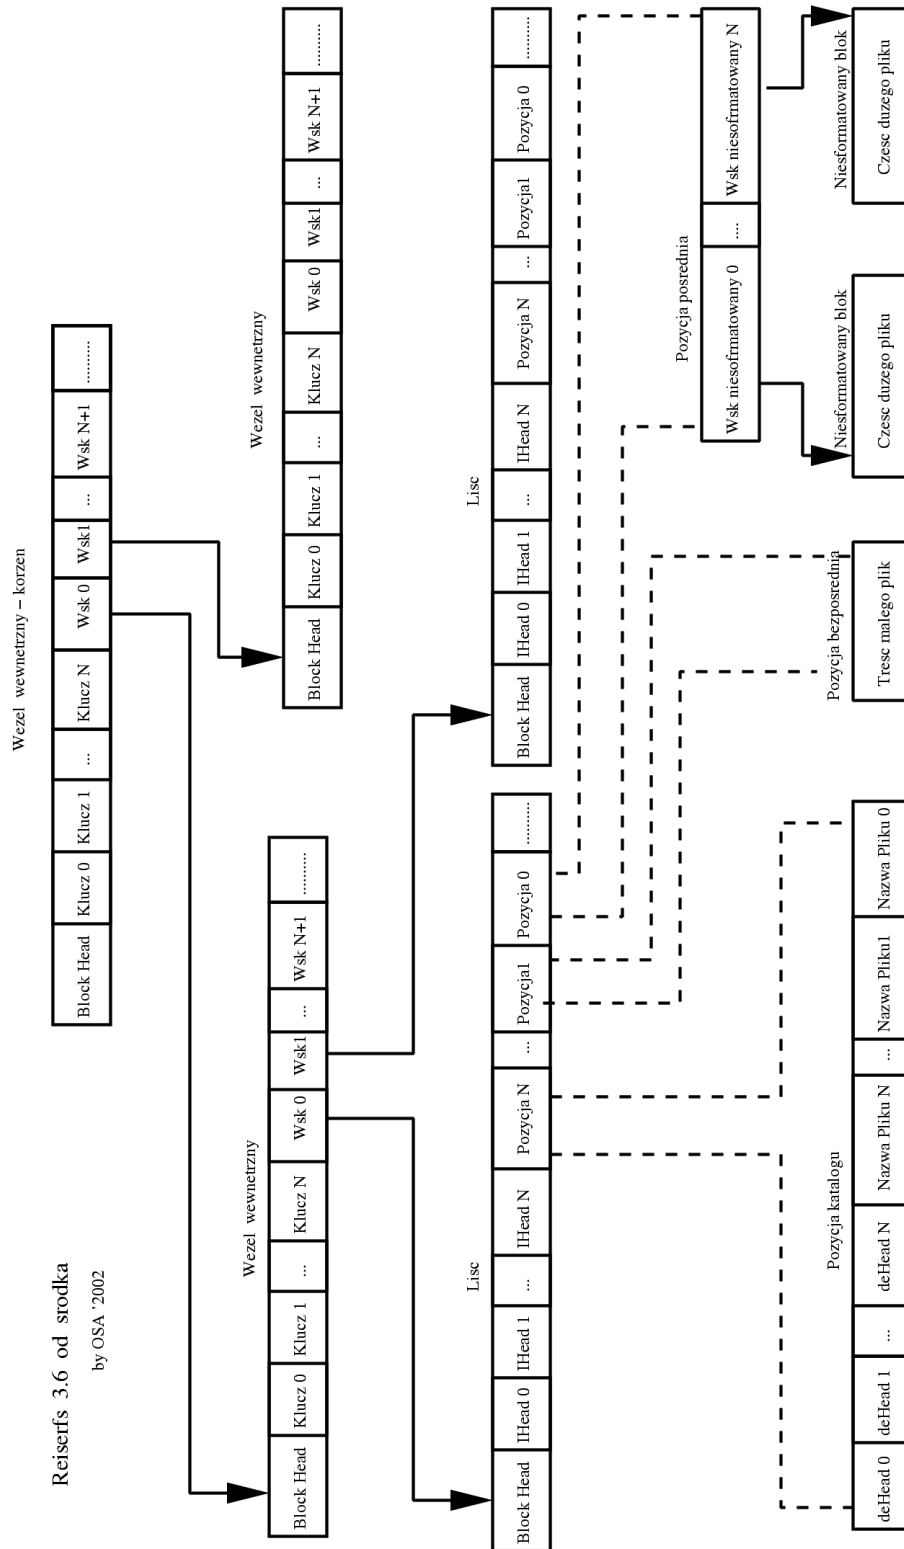 Reiserfs 3.6 od srodka
by OSA '2002
Wezel wewnetrzny – korzen
Block Head Klucz 0 Klucz 1 ... Klucz N Wsk 0 Wsk1 ... Wsk N+1 ..........
Wezel wewnetrzny
Block Head Klucz 0 Klucz 1 ... Klucz N Wsk 0 Wsk1 ... Wsk N+1 ..........
Wezel wewnetrzny
Block Head Klucz 0 Klucz 1 ... Klucz N Wsk 0 Wsk1 ... Wsk N+1 ..........
Lisc
Block Head IHead 0 IHead 1 ... IHead N Pozycja N ... Pozycja1 Pozycja 0 ..........
Lisc
Block Head IHead 0 IHead 1 ... IHead N Pozycja N ... Pozycja1 Pozycja 0 ..........
Pozycja posrednia
Wsk niesofrmatowany 0 .... Wsk niesofrmatowany N
Pozycja katalogu
deHead 0 deHead 1 ... deHead N Nazwa Pliku N ... Nazwa Pliku1 Nazwa Pliku 0
Pozycja bezposrednia
Tresc malego plik
Niesformatowany blok
Czesc duzego pliku
Niesformatowany blok
Czesc duzego pliku